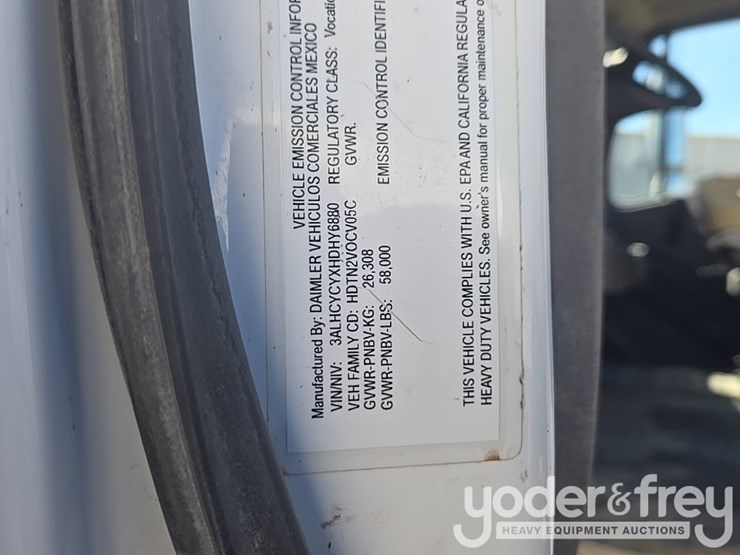 VEHICLE EMISSION CONTROL INFOR
Manufactured By: DAIMLER VEHICULOS COMERCIALES MEXICO
VIN/NIV: 3ALHCYCYXHDHY6880 REGULATORY CLASS: Vocatio
VEH FAMILY CD: HDTN2VOCV05C GVWR.
GVWR-PNBV-KG: 26,308
GVWR-PNBV-LBS: 58,000 EMISSION CONTROL IDENTIFI
THIS VEHICLE COMPLIES WITH U.S. EPA AND CALIFORNIA REGULA
HEAVY DUTY VEHICLES. See owner's manual for proper maintenance o
yoder&frey
HEAVY EQUIPMENT AUCTIONS